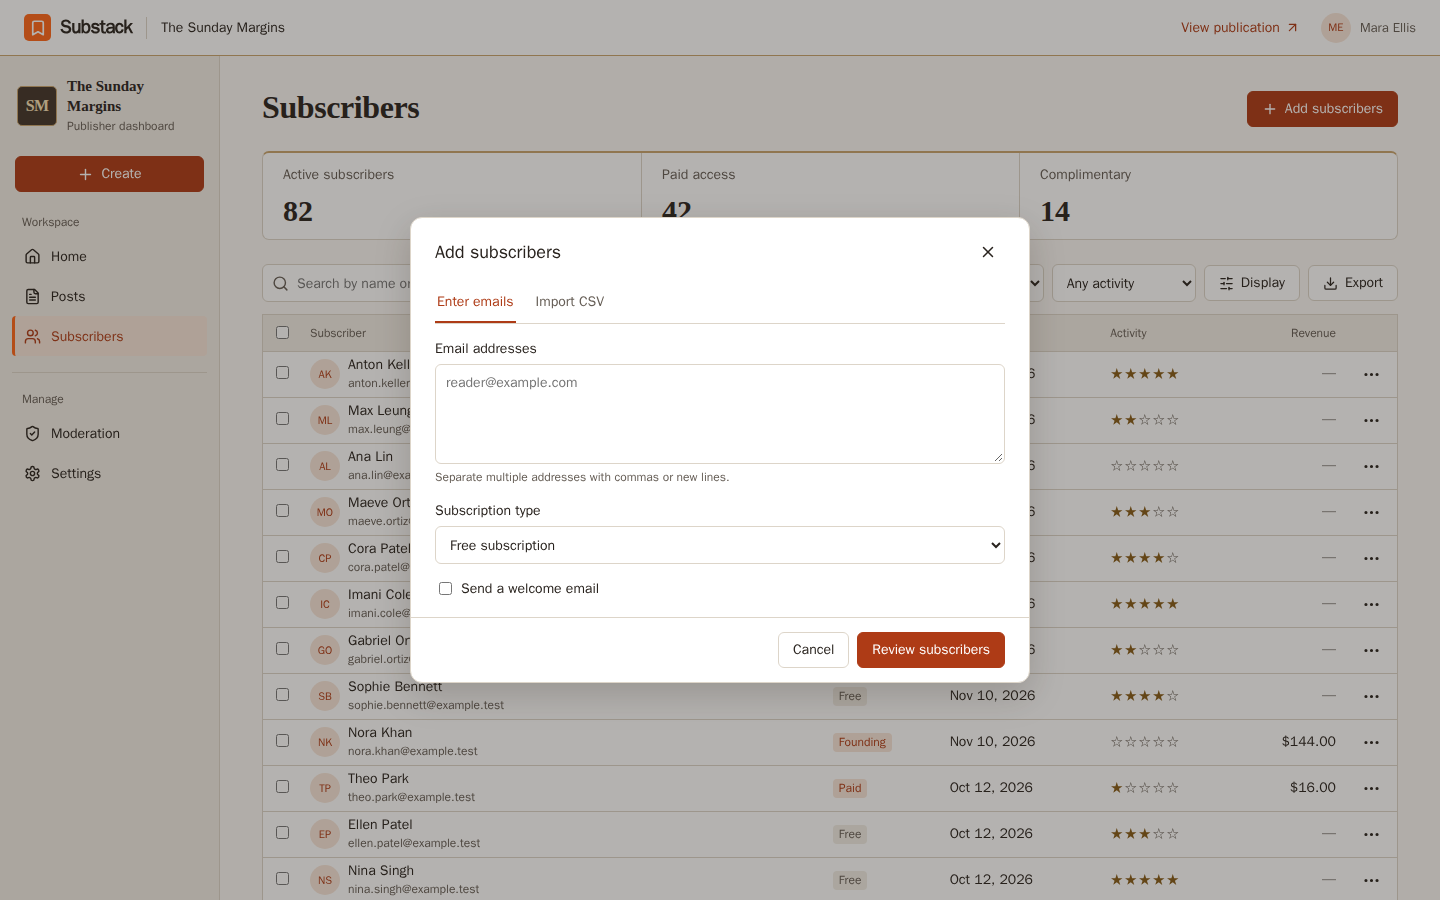 Substack
The Sunday Margins
View publication
ME
Mara Ellis
SM
The Sunday
Margins
Publisher dashboard
Create
Workspace
Home
Posts
Subscribers
Manage
Moderation
Settings
Subscribers
Add subscribers
Active subscribers
82
Paid access
42
Complimentary
14
Search by name or
Any activity
Display
Export
Subscriber
Activity
Revenue
AK
Anton Kell
anton.keller
6
★★★★★
—
ML
Max Leung
max.leung@
6
★★☆☆☆
—
AL
Ana Lin
ana.lin@exa
6
☆☆☆☆☆
—
MO
Maeve Ort
maeve.ortiz
6
★★★☆☆
—
CP
Cora Patel
cora.patel@
6
★★★★☆
—
IC
Imani Cole
imani.cole@
6
★★★★★
—
GO
Gabriel Or
gabriel.ortiz
6
★★☆☆☆
—
SB
Sophie Bennett
sophie.bennett@example.test
Free
Nov 10, 2026
★★★★☆
—
NK
Nora Khan
nora.khan@example.test
Founding
Nov 10, 2026
☆☆☆☆☆
$144.00
TP
Theo Park
theo.park@example.test
Paid
Oct 12, 2026
★☆☆☆☆
$16.00
EP
Ellen Patel
ellen.patel@example.test
Free
Oct 12, 2026
★★★☆☆
—
NS
Nina Singh
nina.singh@example.test
Free
Oct 12, 2026
★★★★★
—
Add subscribers
Enter emails
Import CSV
Email addresses
reader@example.com
Separate multiple addresses with commas or new lines.
Subscription type
Free subscription
Send a welcome email
Cancel
Review subscribers